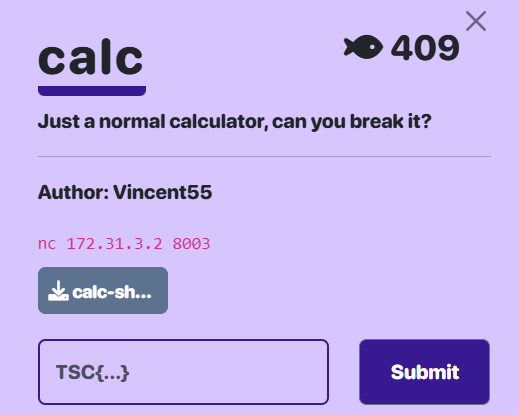 calc
409
Just a normal calculator, can you break it?
Author: Vincent55
nc 172.31.3.2 8003
calc-sh...
TSC{...}
Submit